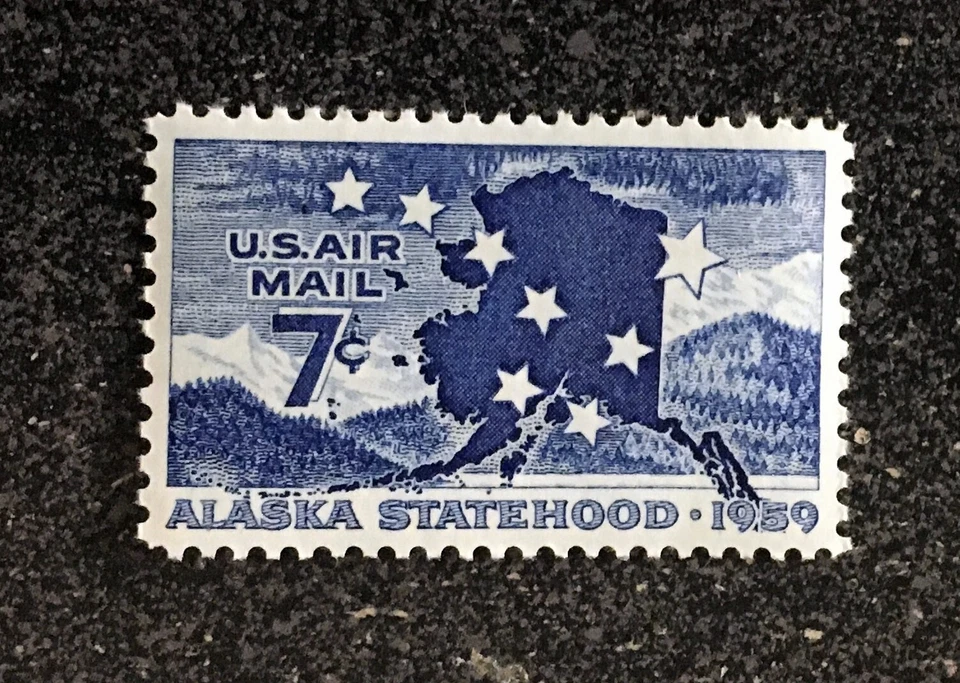 U.S. AIR
MAIL
7¢
ALASKA STATEHOOD · 1959